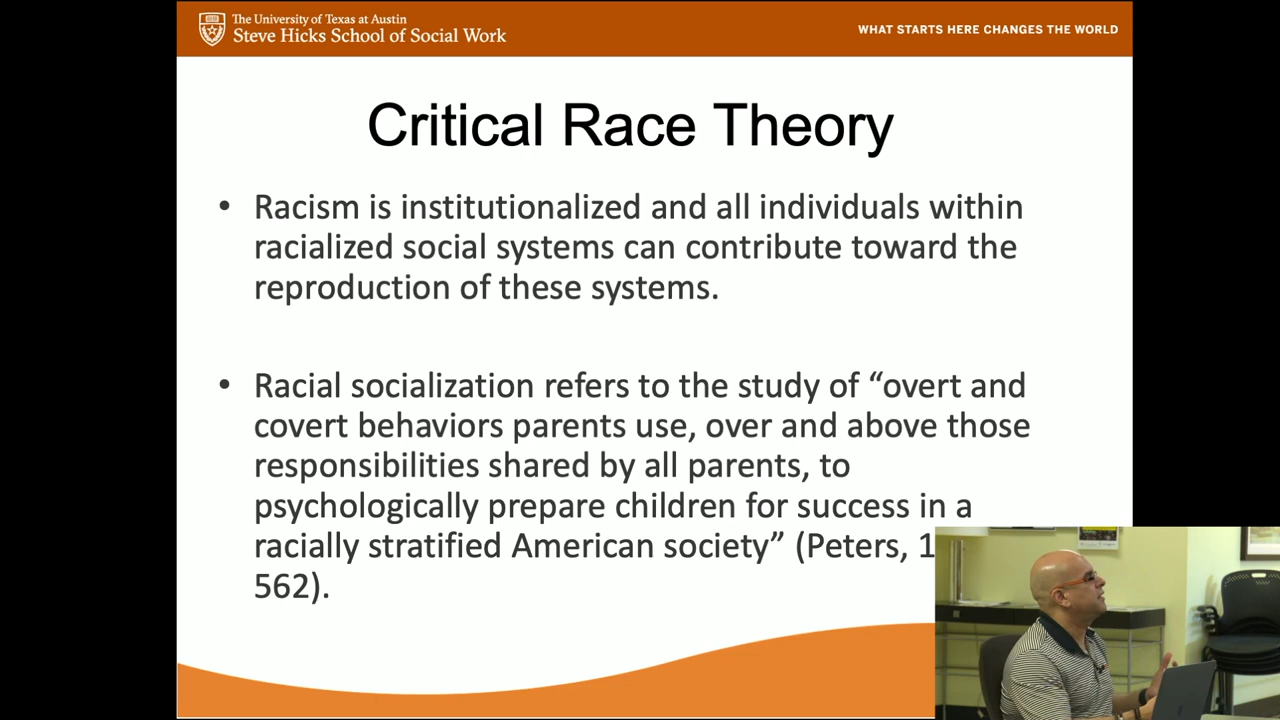 The University of Texas at Austin
Steve Hicks School of Social Work
WHAT STARTS HERE CHANGES THE WORLD
Critical Race Theory
• Racism is institutionalized and all individuals within
racialized social systems can contribute toward the
reproduction of these systems.
• Racial socialization refers to the study of “overt and
covert behaviors parents use, over and above those
responsibilities shared by all parents, to
psychologically prepare children for success in a
racially stratified American society” (Peters, 1
562).